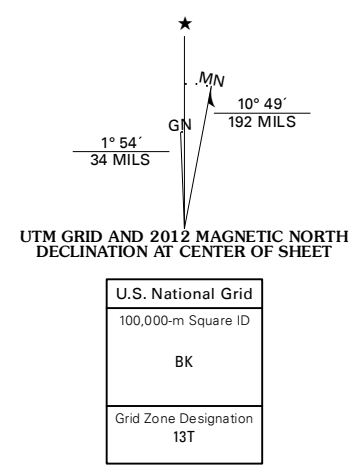 ★
MN
10° 49´
192 MILS
GN
1° 54´
34 MILS
UTM GRID AND 2012 MAGNETIC NORTH
DECLINATION AT CENTER OF SHEET
U.S. National Grid
100,000-m Square ID
BK
Grid Zone Designation
13T